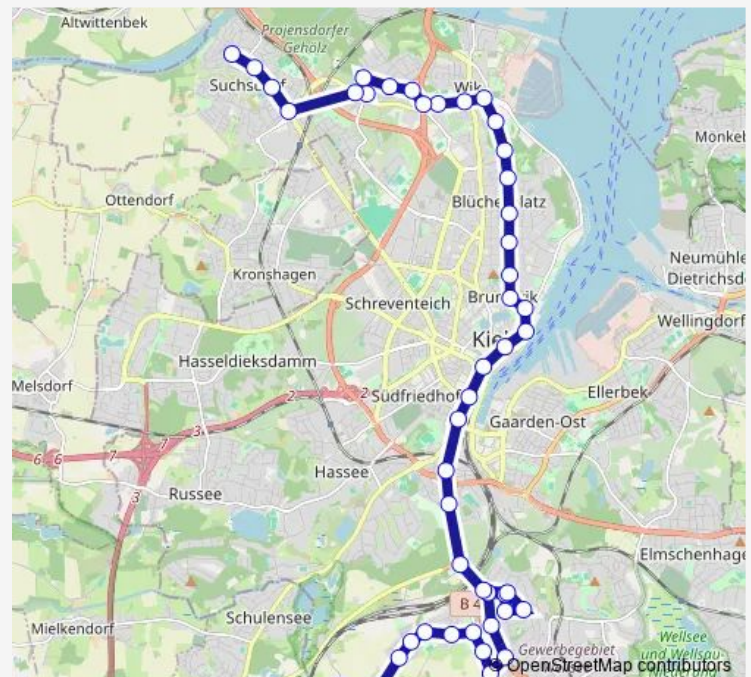 Altwittenbek
Projensdorfer
Gehölz
Suchsdorf
Wik
Mönkeb
Ottendorf
Blücherplatz
Neumühle
Dietrichsd
Kronshagen
Schreventeich
Brunswik
Wellingdorf
Kiel
Hasseldieksdamm
Melsdorf
2
2
Südfriedhof
Ellerbek
3
7
7
6
6
Gaarden-Ost
3
Hassee
Russee
Elmschenhage
B 4
Schulensee
Mielkendorf
Wellsee
und Wellsau-
Niederung
Gewerbegebiet
© OpenStreetMap contributors